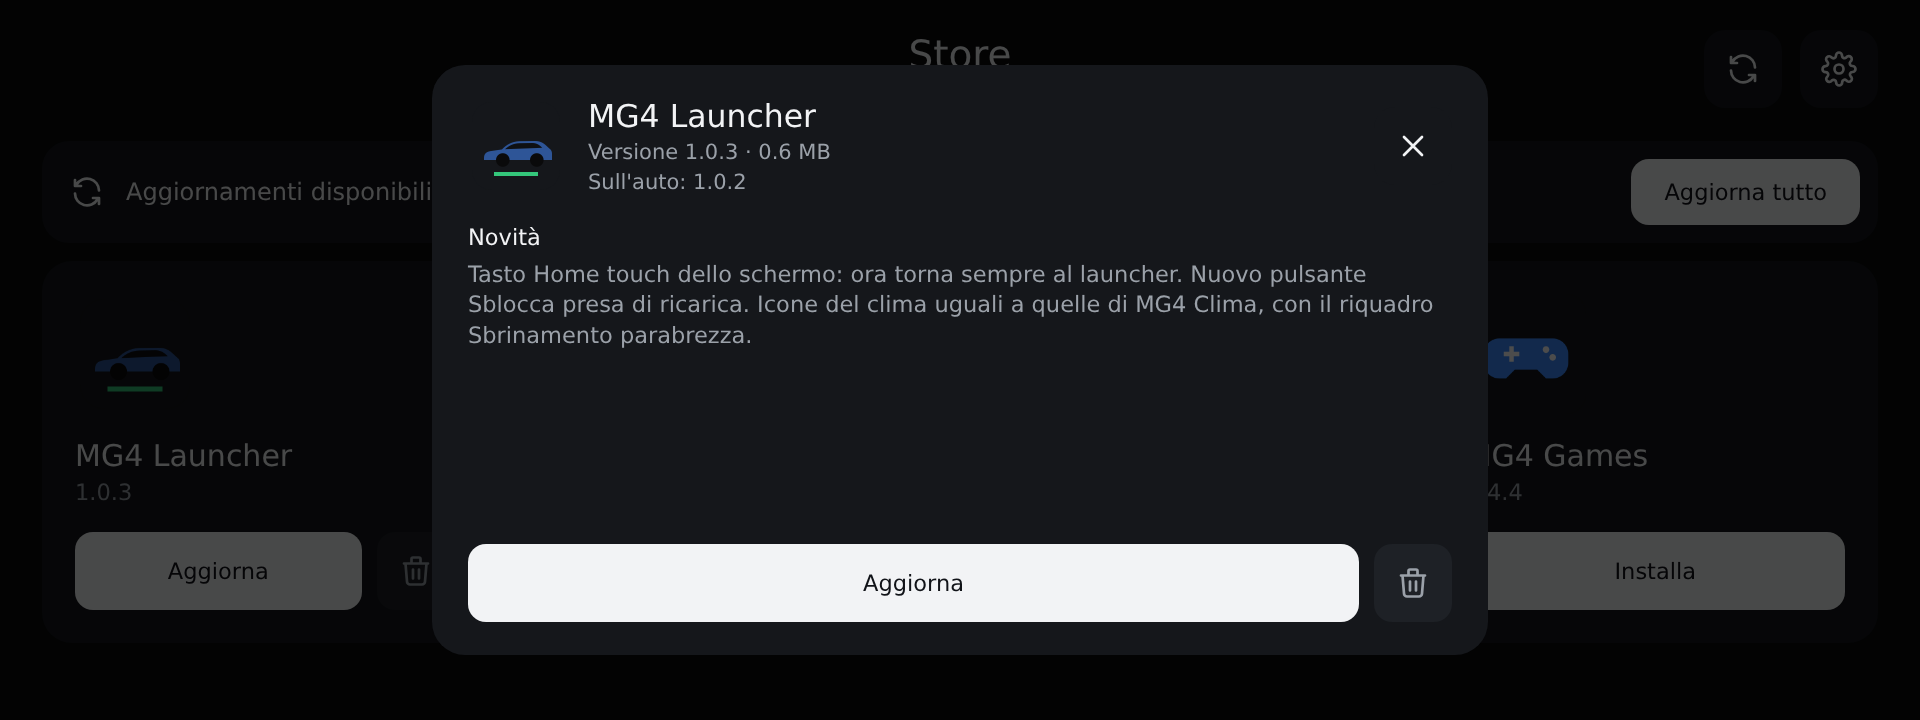 Store
MG4 Launcher
Versione 1.0.3 · 0.6 MB
Sull'auto: 1.0.2
Aggiornamenti disponibili
Aggiorna tutto
Novità
Tasto Home touch dello schermo: ora torna sempre al launcher. Nuovo pulsante
Sblocca presa di ricarica. Icone del clima uguali a quelle di MG4 Clima, con il riquadro
Sbrinamento parabrezza.
MG4 Launcher
1.0.3
Aggiorna
Aggiorna
G4 Games
4.4
Installa